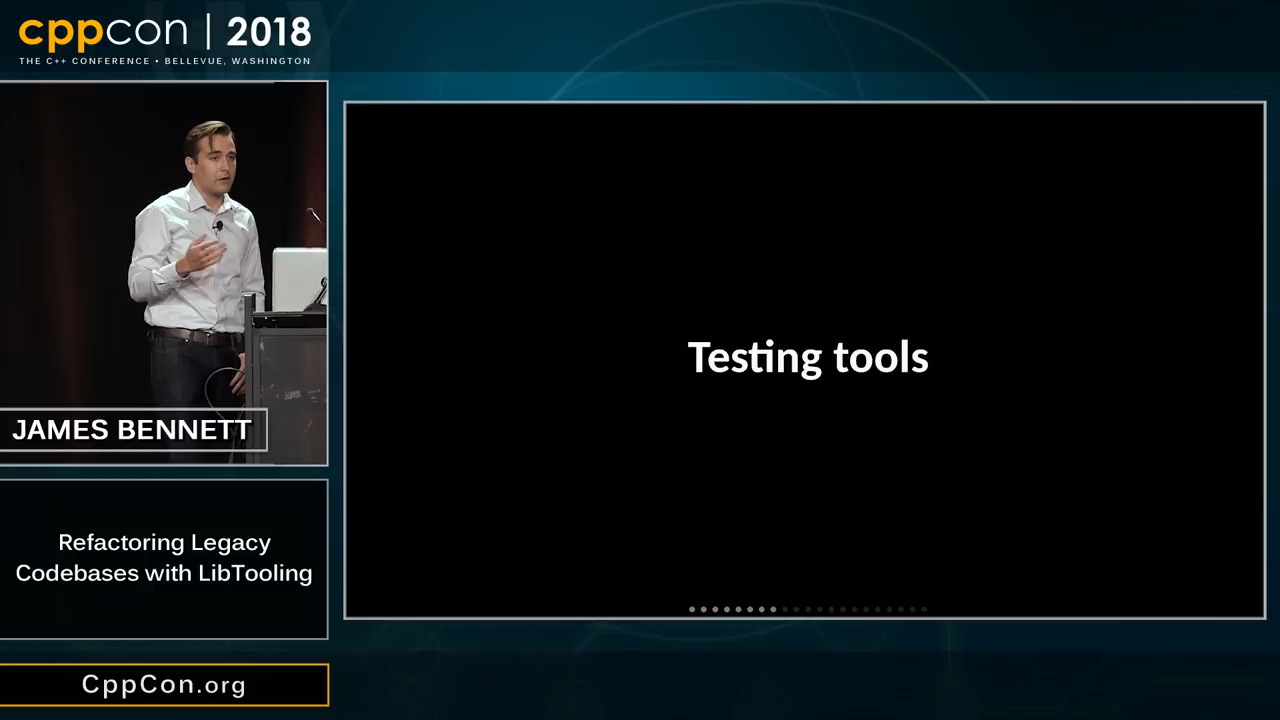 cppcon | 2018
THE C++ CONFERENCE • BELLEVUE, WASHINGTON
JAMES BENNETT
Refactoring Legacy
Codebases with LibTooling
CppCon.org
Testing tools